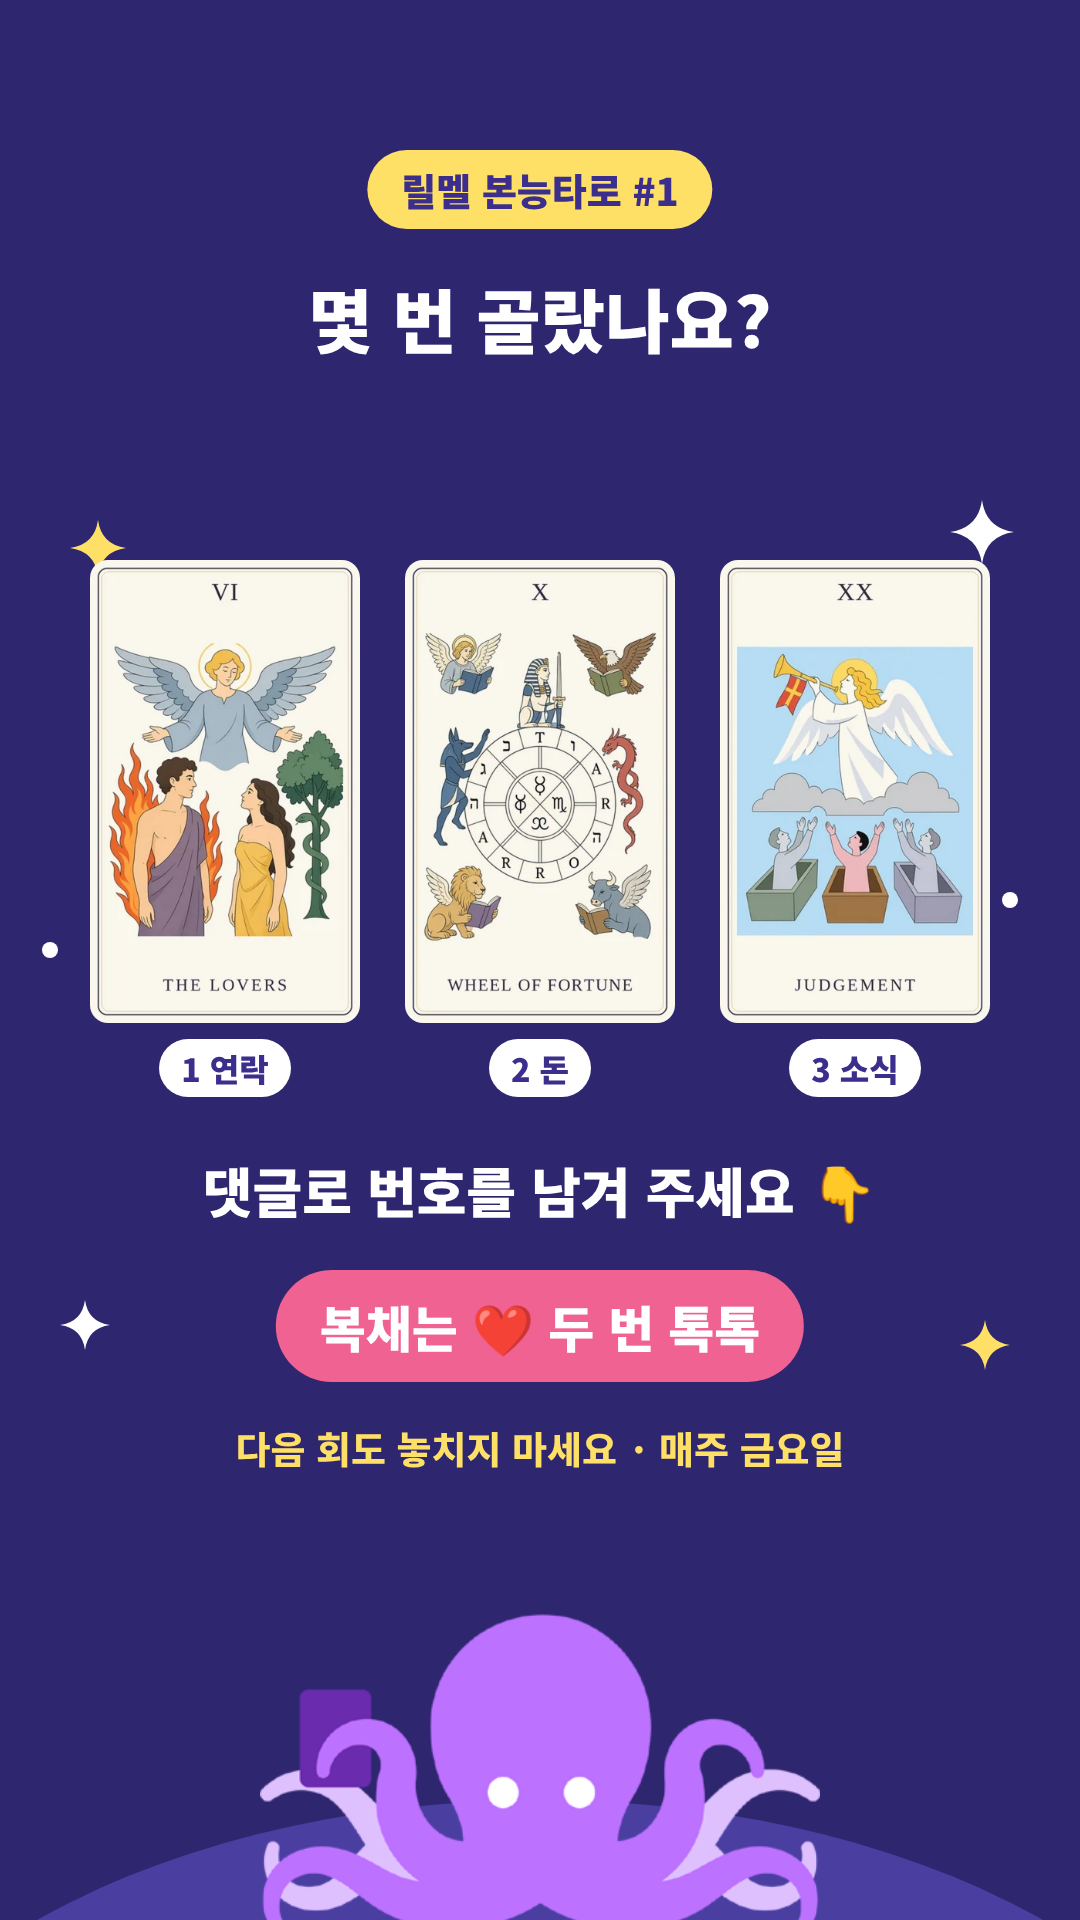 릴멜 본능타로 #1
몇 번 골랐나요?
VI
X
XX
T
A
R
O
R
R
A
ו
ה
ה
ג
כ
THE LOVERS
WHEEL OF FORTUNE
JUDGEMENT
1 연락
2 돈
3 소식
댓글로 번호를 남겨 주세요 👇
복채는 ❤️ 두 번 톡톡
다음 회도 놓치지 마세요 · 매주 금요일